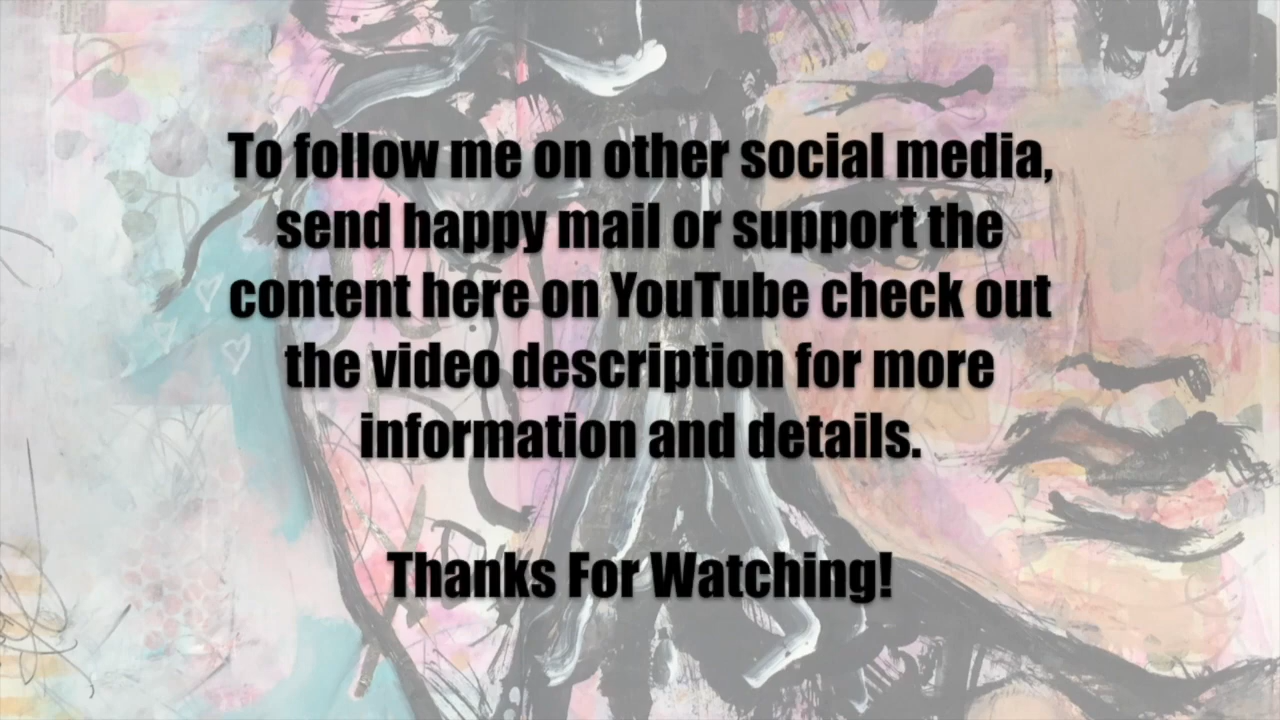 To follow me on other social media,
send happy mail or support the
content here on YouTube check out
the video description for more
information and details.
Thanks For Watching!